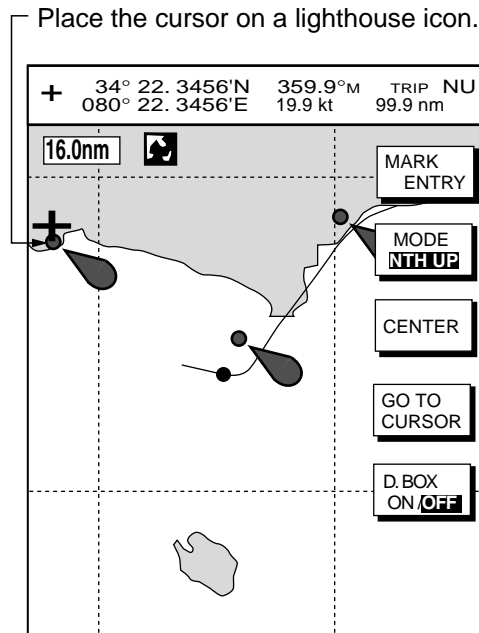 Place the cursor on a lighthouse icon.
+ 34° 22. 3456'N 359.9°M TRIP NU
080° 22. 3456'E 19.9 kt 99.9 nm
16.0nm
MARK
ENTRY
MODE
NTH UP
CENTER
GO TO
CURSOR
D. BOX
ON /OFF